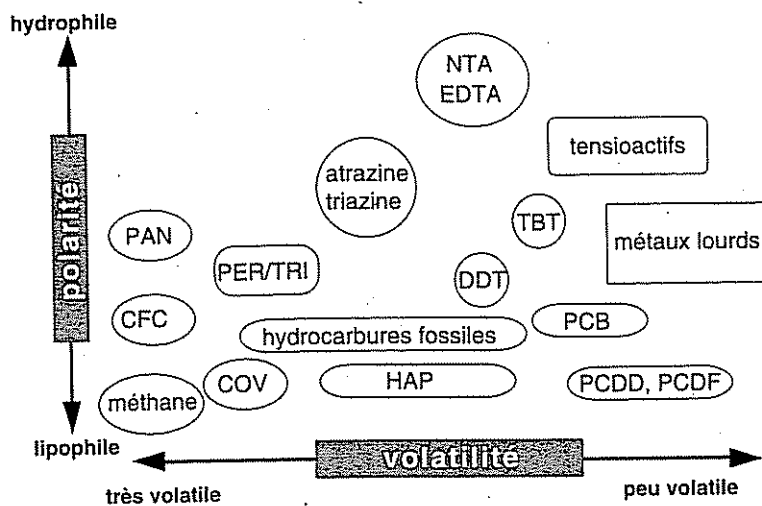 hydrophile
NTA
EDTA
tensioactifs
atrazine
triazine
TBT
PAN
métaux lourds
polarité
PER/TRI
DDT
CFC
PCB
hydrocarbures fossiles
COV
HAP
PCDD, PCDF
méthane
lipophile
volatilité
très volatile
peu volatile